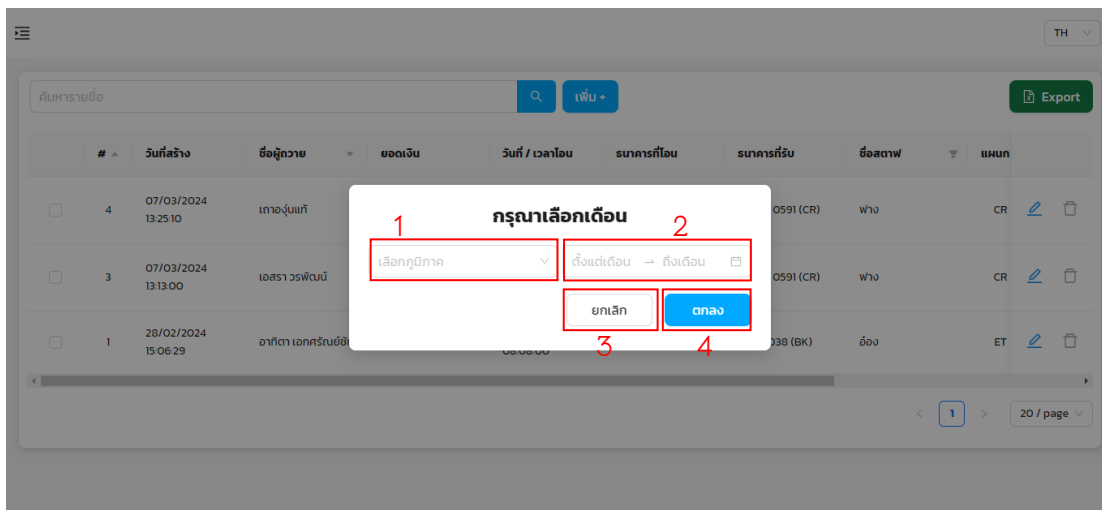 TH
ค้นหารายชื่อ เพิ่ม + Export
# วันที่สร้าง ชื่อผู้ถวาย ยอดเงิน วันที่ / เวลาโอน ธนาคารที่โอน ธนาคารที่รับ ชื่อสตาฟ แผนก
กรุณาเลือกเดือน
1 2
เลือกภูมิภาค ตั้งแต่เดือน → ถึงเดือน
ยกเลิก ตกลง
3 4
07/03/2024
4 เถาองุ่นแท้ 0591 (CR) ฟาง CR
13:25:10
07/03/2024
3 เอสรา วรพัฒน์ 0591 (CR) ฟาง CR
13:13:00
28/02/2024
1 อาทิตา (BK) อ๋อง ET
15:06:29 08:08:00
< 1 > 20 / page